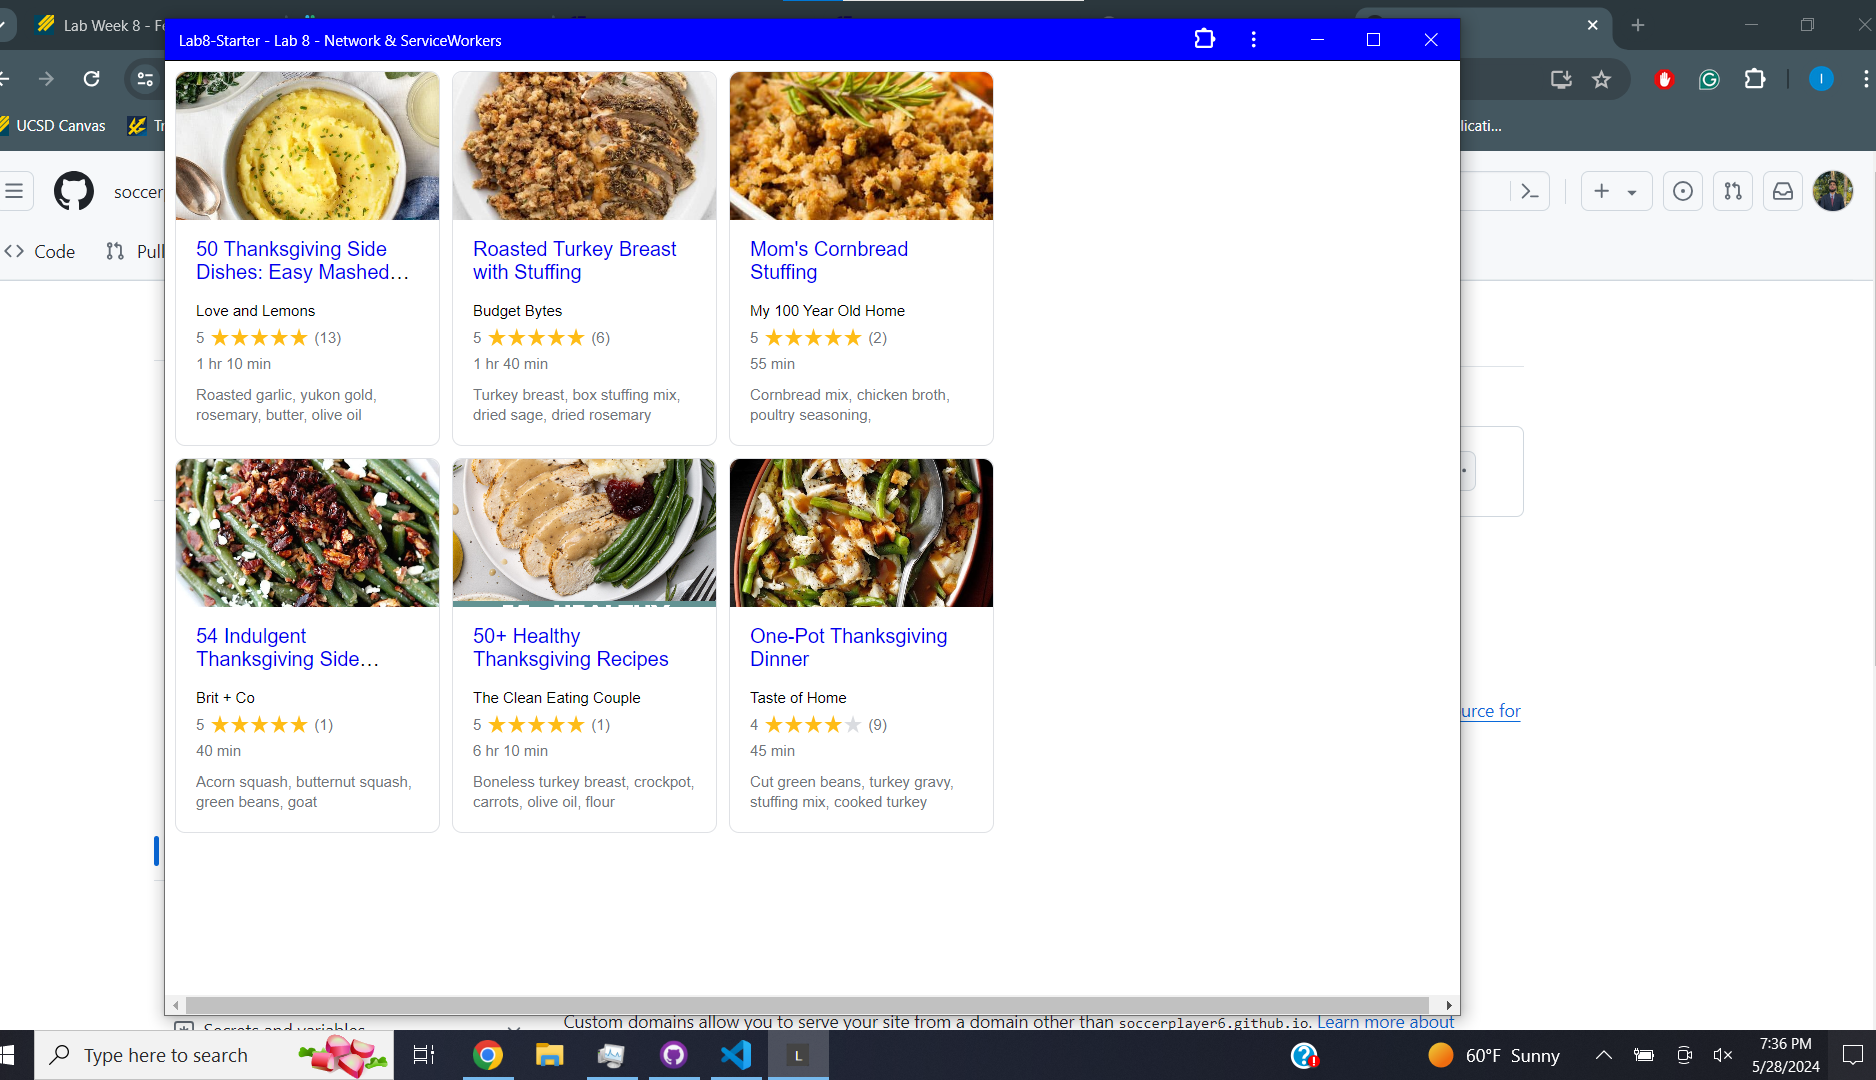 Lab Week 8 - Fe
Lab8-Starter - Lab 8 - Network & ServiceWorkers
UCSD Canvas
Tr
licati...
soccer
Code
Pull
50 Thanksgiving Side
Dishes: Easy Mashed…
Love and Lemons
5 (13)
1 hr 10 min
Roasted garlic, yukon gold,
rosemary, butter, olive oil
Roasted Turkey Breast
with Stuffing
Budget Bytes
5 (6)
1 hr 40 min
Turkey breast, box stuffing mix,
dried sage, dried rosemary
Mom's Cornbread
Stuffing
My 100 Year Old Home
5 (2)
55 min
Cornbread mix, chicken broth,
poultry seasoning,
54 Indulgent
Thanksgiving Side…
Brit + Co
5 (1)
40 min
Acorn squash, butternut squash,
green beans, goat
50+ Healthy
Thanksgiving Recipes
The Clean Eating Couple
5 (1)
6 hr 10 min
Boneless turkey breast, crockpot,
carrots, olive oil, flour
One-Pot Thanksgiving
Dinner
Taste of Home
4 (9)
45 min
Cut green beans, turkey gravy,
stuffing mix, cooked turkey
urce for
Secrets and variables
Custom domains allow you to serve your site from a domain other than soccerplayer6.github.io. Learn more about
Type here to search
L
60°F Sunny
7:36 PM
5/28/2024